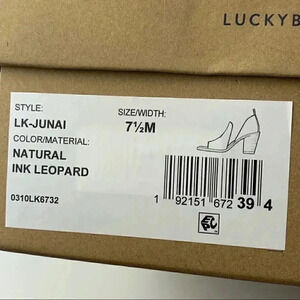 LUCKYB
STYLE:
LK-JUNAI
SIZE/WIDTH:
7½M
COLOR/MATERIAL:
NATURAL
INK LEOPARD
0310LK6732
1 92151 672 39 4